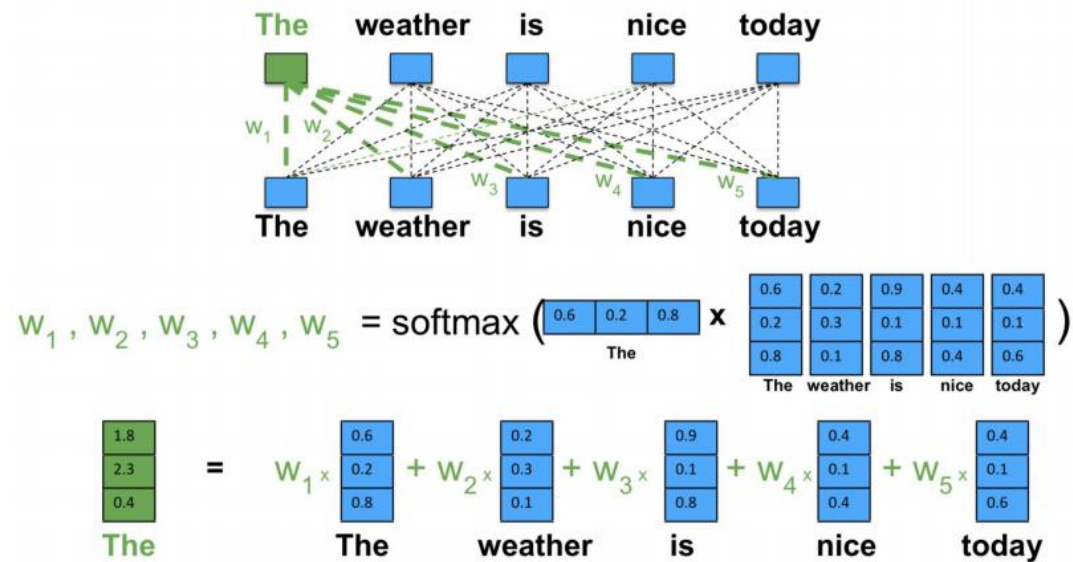 The weather is nice today
w1 w2 w3 w4 w5
The weather is nice today
w1 , w2 , w3 , w4 , w5 = softmax ( 0.6 0.2 0.8 x 0.6 0.2 0.9 0.4 0.4 )
0.2 0.3 0.1 0.1 0.1
0.8 0.1 0.8 0.4 0.6
The
The weather is nice today
1.8 0.6 0.2 0.9 0.4 0.4
2.3 = w1 x 0.2 + w2 x 0.3 + w3 x 0.1 + w4 x 0.1 + w5 x 0.1
0.4 0.8 0.1 0.8 0.4 0.6
The The weather is nice today